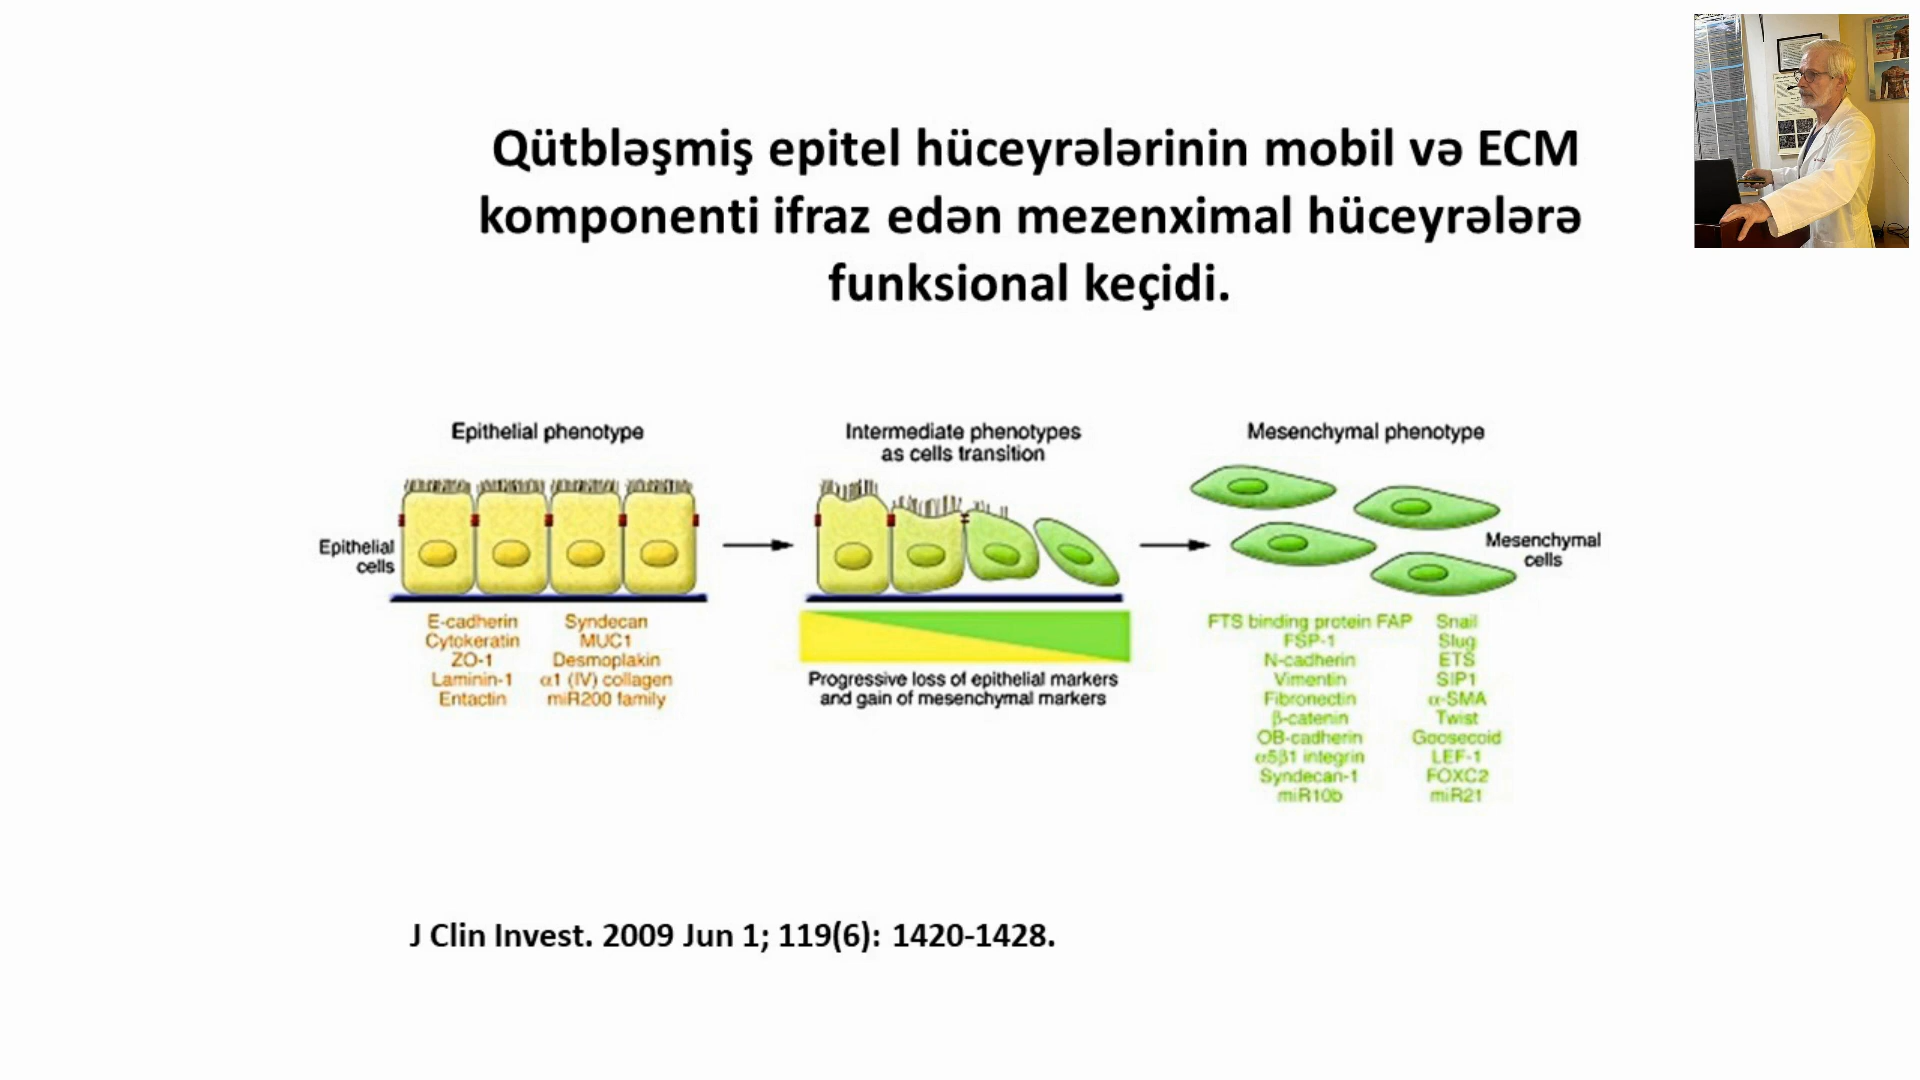 Qütbləşmiş epitel hüceyrələrinin mobil və ECM
komponenti ifraz edən mezenximal hüceyrələrə
funksional keçidi.
Epithelial phenotype
Intermediate phenotypes
as cells transition
Mesenchymal phenotype
Epithelial
cells
Mesenchymal
cells
E-cadherin Syndecan
Cytokeratin MUC1
ZO-1 Desmoplakin
Laminin-1 α1 (IV) collagen
Entactin miR200 family
Progressive loss of epithelial markers
and gain of mesenchymal markers
FTS binding protein FAP Snail
FSP-1 Slug
N-cadherin ETS
Vimentin SIP1
Fibronectin α-SMA
β-catenin Twist
OB-cadherin Goosecoid
α5β1 integrin LEF-1
Syndecan-1 FOXC2
miR10b miR21
J Clin Invest. 2009 Jun 1; 119(6): 1420-1428.